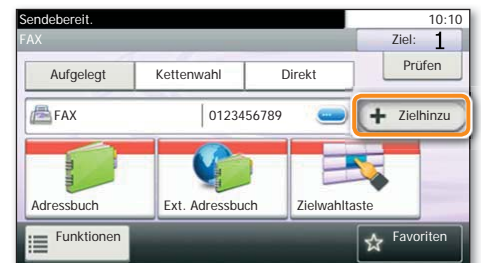 Sendebereit. 10:10
FAX Ziel: 1
Aufgelegt Kettenwahl Direkt Prüfen
FAX 0123456789 Zielhinzu
Adressbuch Ext. Adressbuch Zielwahltaste
Funktionen Favoriten